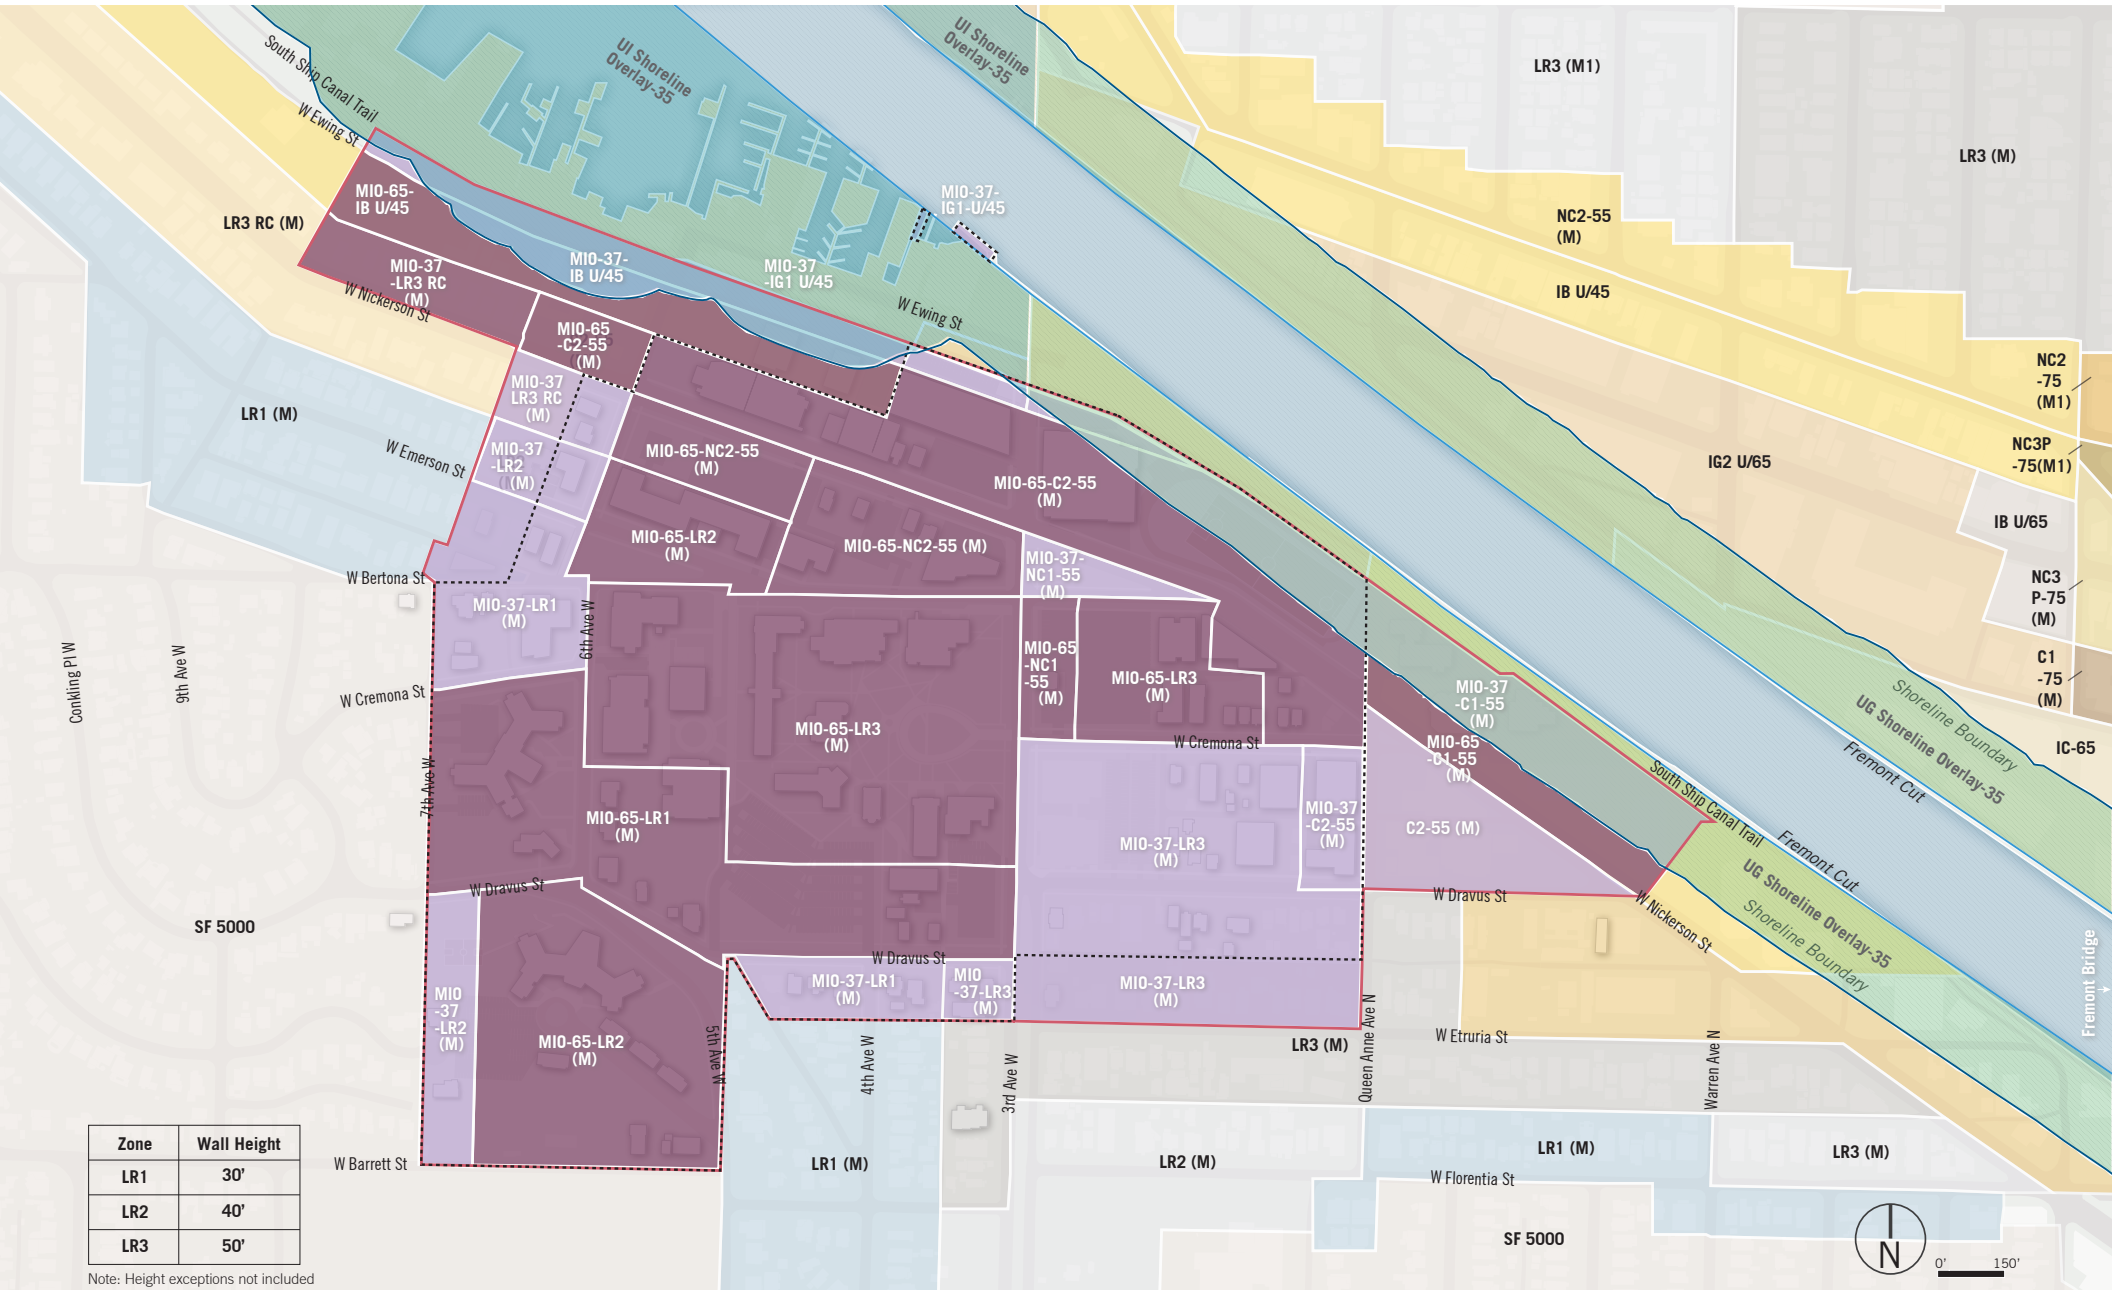 South Ship Canal Trail
W Ewing St
UI Shoreline
Overlay-35
UI Shoreline
Overlay-35
LR3 (M1)
LR3 (M)
MIO-65-
IB U/45
MIO-37-
IG1-U/45
LR3 RC (M)
NC2-55
(M)
MIO-37
-LR3 RC
(M)
MIO-37-
IB U/45
MIO-37
-IG1 U/45
W Nickerson St
W Ewing St
IB U/45
MIO-65
-C2-55
(M)
NC2
-75
(M1)
MIO-37
LR3 RC
(M)
LR1 (M)
W Emerson St
MIO-37
-LR2
(M)
MIO-65-NC2-55
(M)
MIO-65-C2-55
(M)
IG2 U/65
NC3P
-75(M1)
MIO-65-LR2
(M)
MIO-65-NC2-55 (M)
MIO-37-
NC1-55
(M)
IB U/65
W Bertona St
MIO-37-LR1
(M)
6th Ave W
NC3
P-75
(M)
Conkling Pl W
9th Ave W
W Cremona St
MIO-65
-NC1
-55
(M)
MIO-65-LR3
(M)
MIO-37
-C1-55
(M)
C1
-75
(M)
Shoreline Boundary
UG Shoreline Overlay-35
Fremont Cut
IC-65
MIO-65-LR3
(M)
W Cremona St
MIO-65
-C1-55
(M)
South Ship Canal Trail
7th Ave W
MIO-65-LR1
(M)
MIO-37-LR3
(M)
MIO-37
-C2-55
(M)
C2-55 (M)
Fremont Cut
UG Shoreline Overlay-35
Shoreline Boundary
W Dravus St
W Dravus St
W Nickerson St
SF 5000
W Dravus St
MIO-37-LR1
(M)
MIO
-37-LR3
(M)
MIO-37-LR3
(M)
Fremont Bridge
MIO
-37
-LR2
(M)
MIO-65-LR2
(M)
5th Ave W
4th Ave W
3rd Ave W
LR3 (M)
Queen Anne Ave N
W Etruria St
Warren Ave N
W Barrett St
LR1 (M)
LR2 (M)
LR1 (M)
LR3 (M)
W Florentia St
SF 5000
Zone Wall Height
LR1 30'
LR2 40'
LR3 50'
Note: Height exceptions not included
N
0' 150'